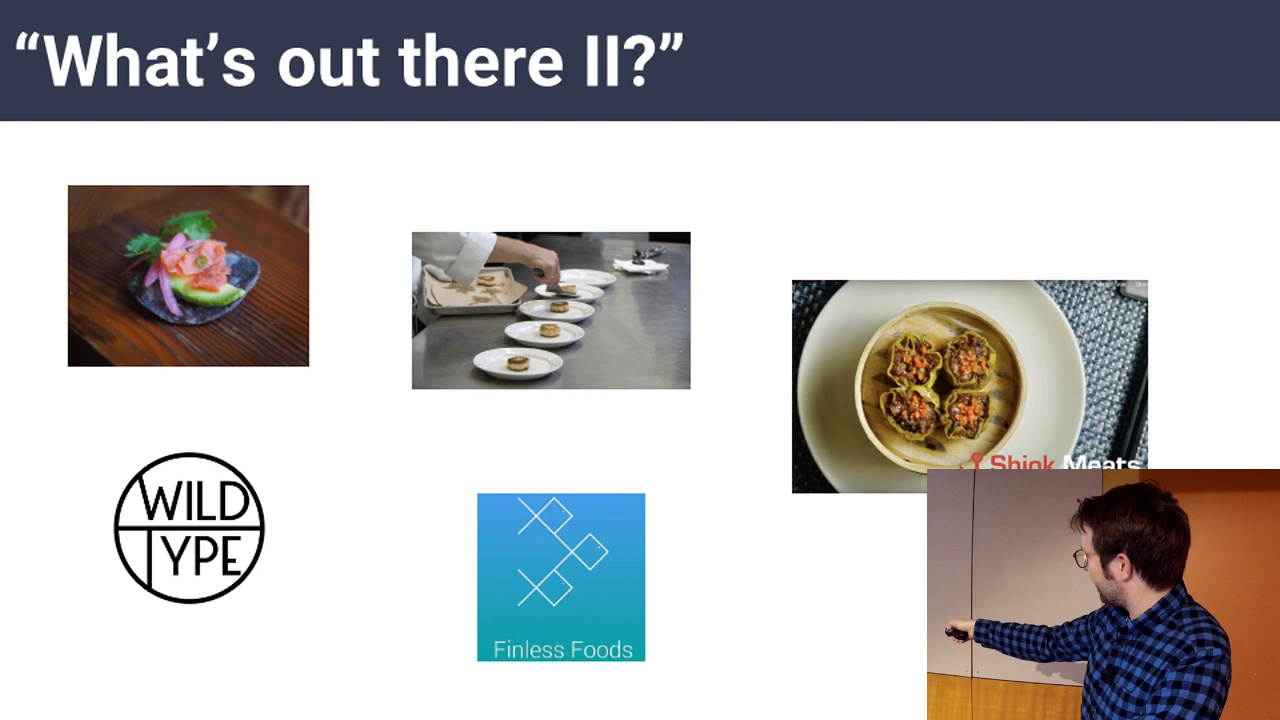 “What’s out there II?”
Shiok Meats
WILD
TYPE
Finless Foods